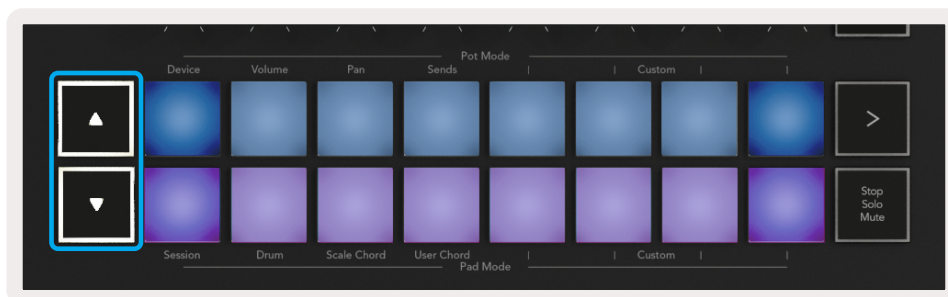 Pot Mode
Device Volume Pan Sends | | Custom | |
▲ >
▼ Stop
Solo
Mute
Session Drum Scale Chord User Chord | | Custom | |
Pad Mode